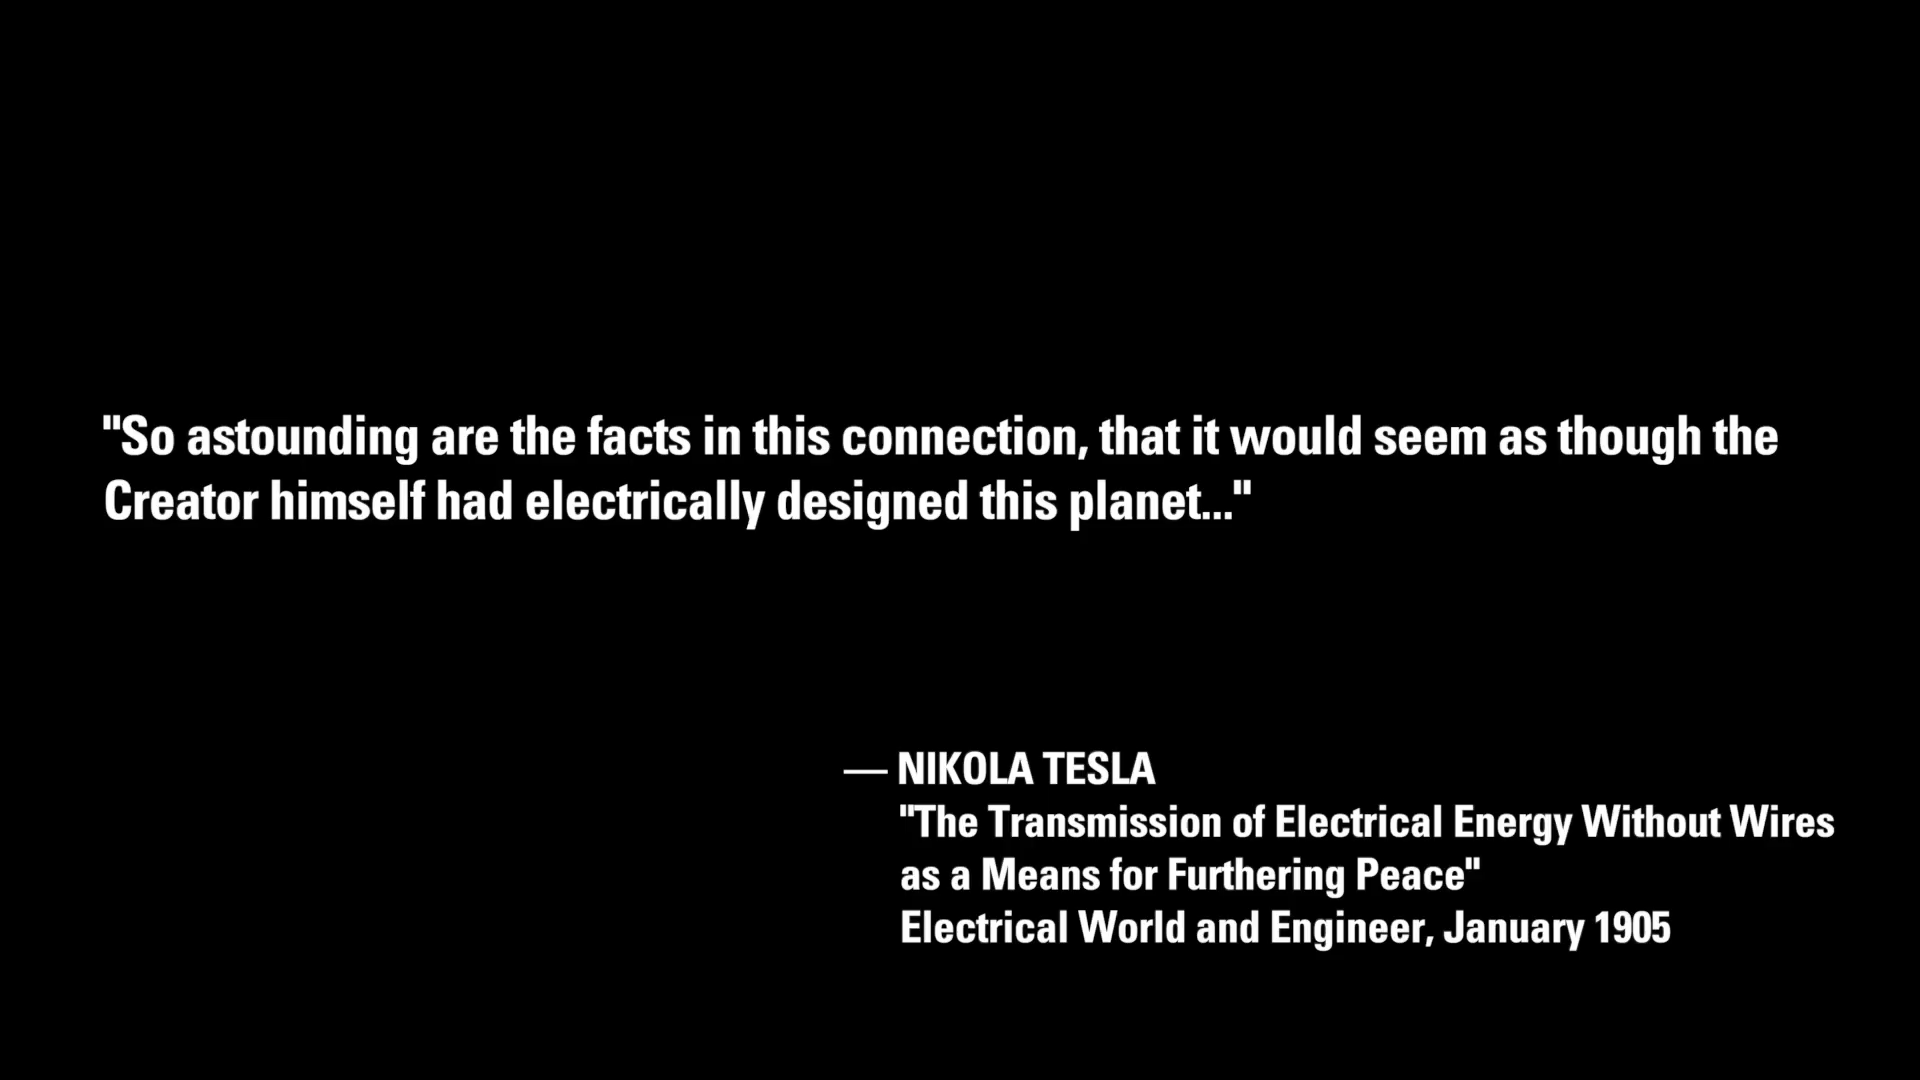 "So astounding are the facts in this connection, that it would seem as though the
Creator himself had electrically designed this planet..."
— NIKOLA TESLA
"The Transmission of Electrical Energy Without Wires
as a Means for Furthering Peace"
Electrical World and Engineer, January 1905